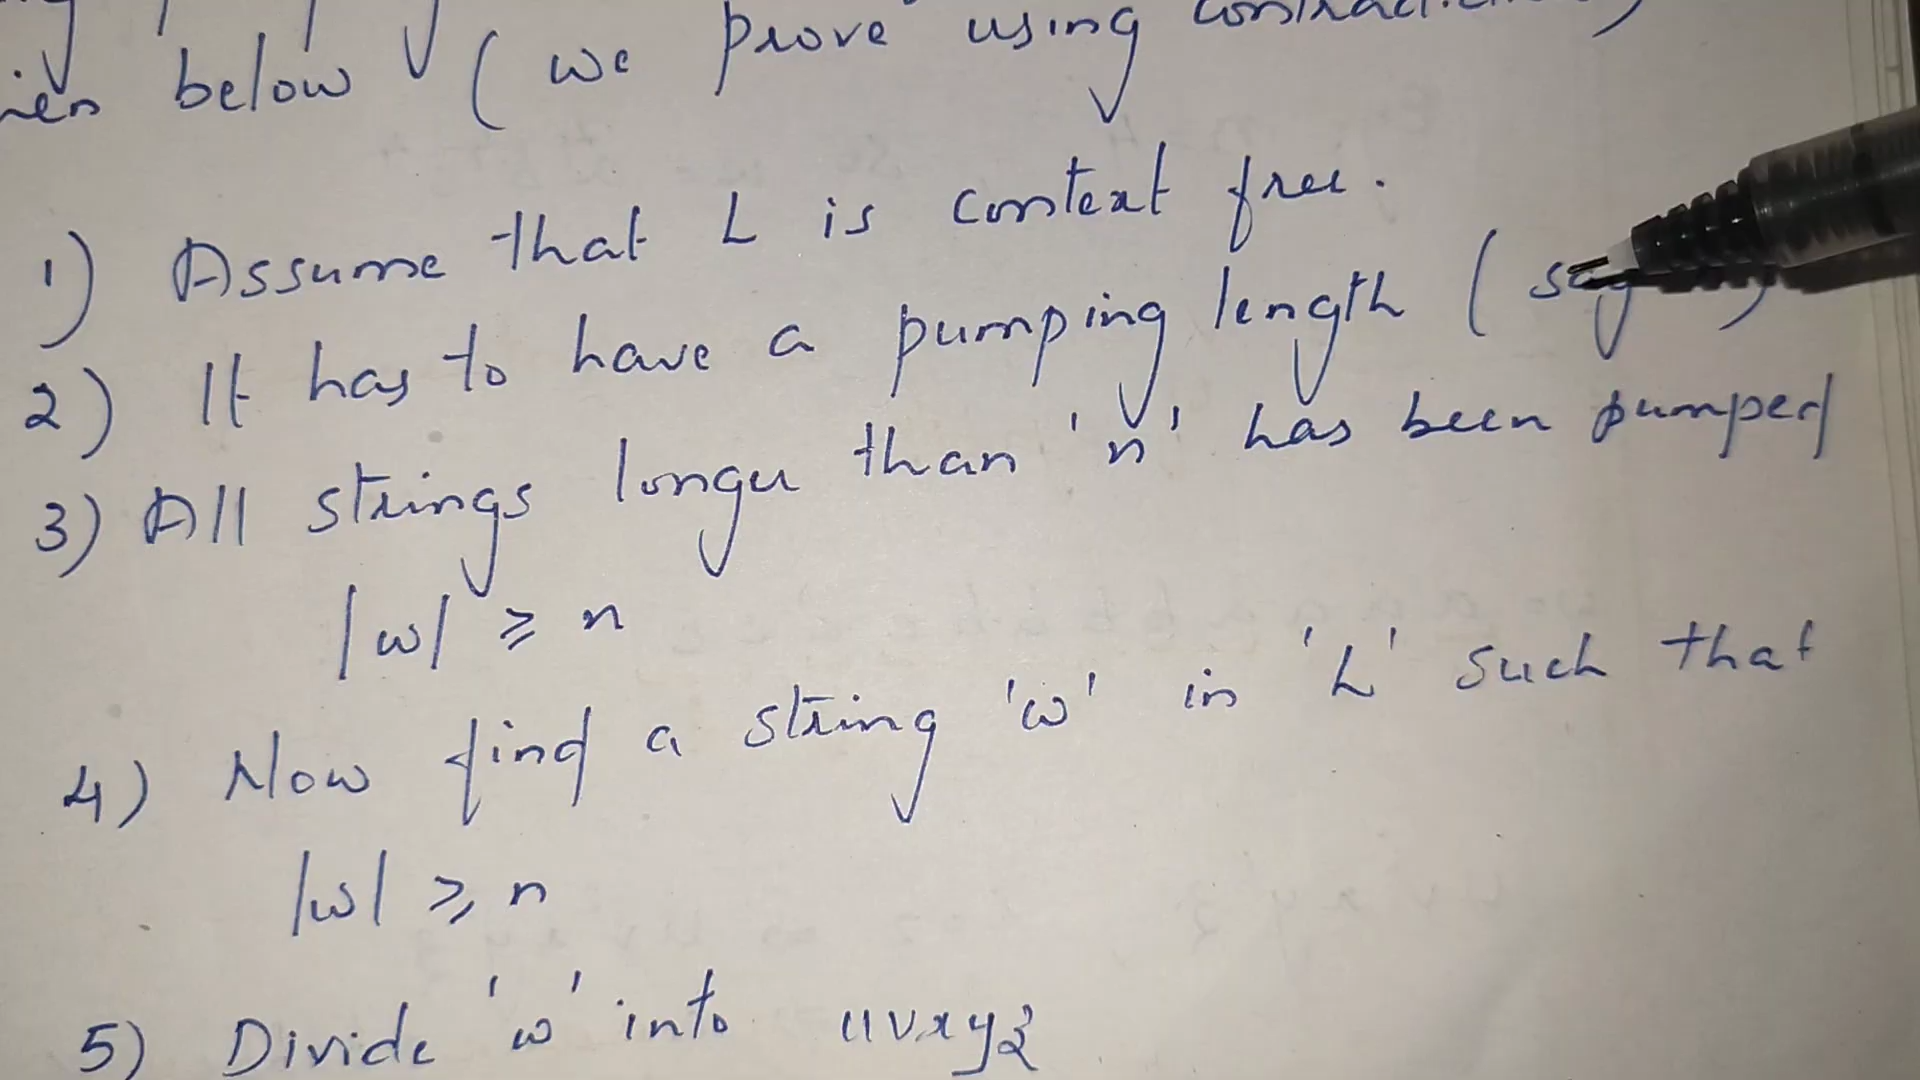 below ( we prove using
1) Assume that L is context free.
2) It has to have a pumping length ( say )
3) All strings longer than 'n' has been pumped
|w| ≥ n
4) Now find a string 'w' in 'L' such that
|w| ≥ n
5) Divide 'w' into uvxyz